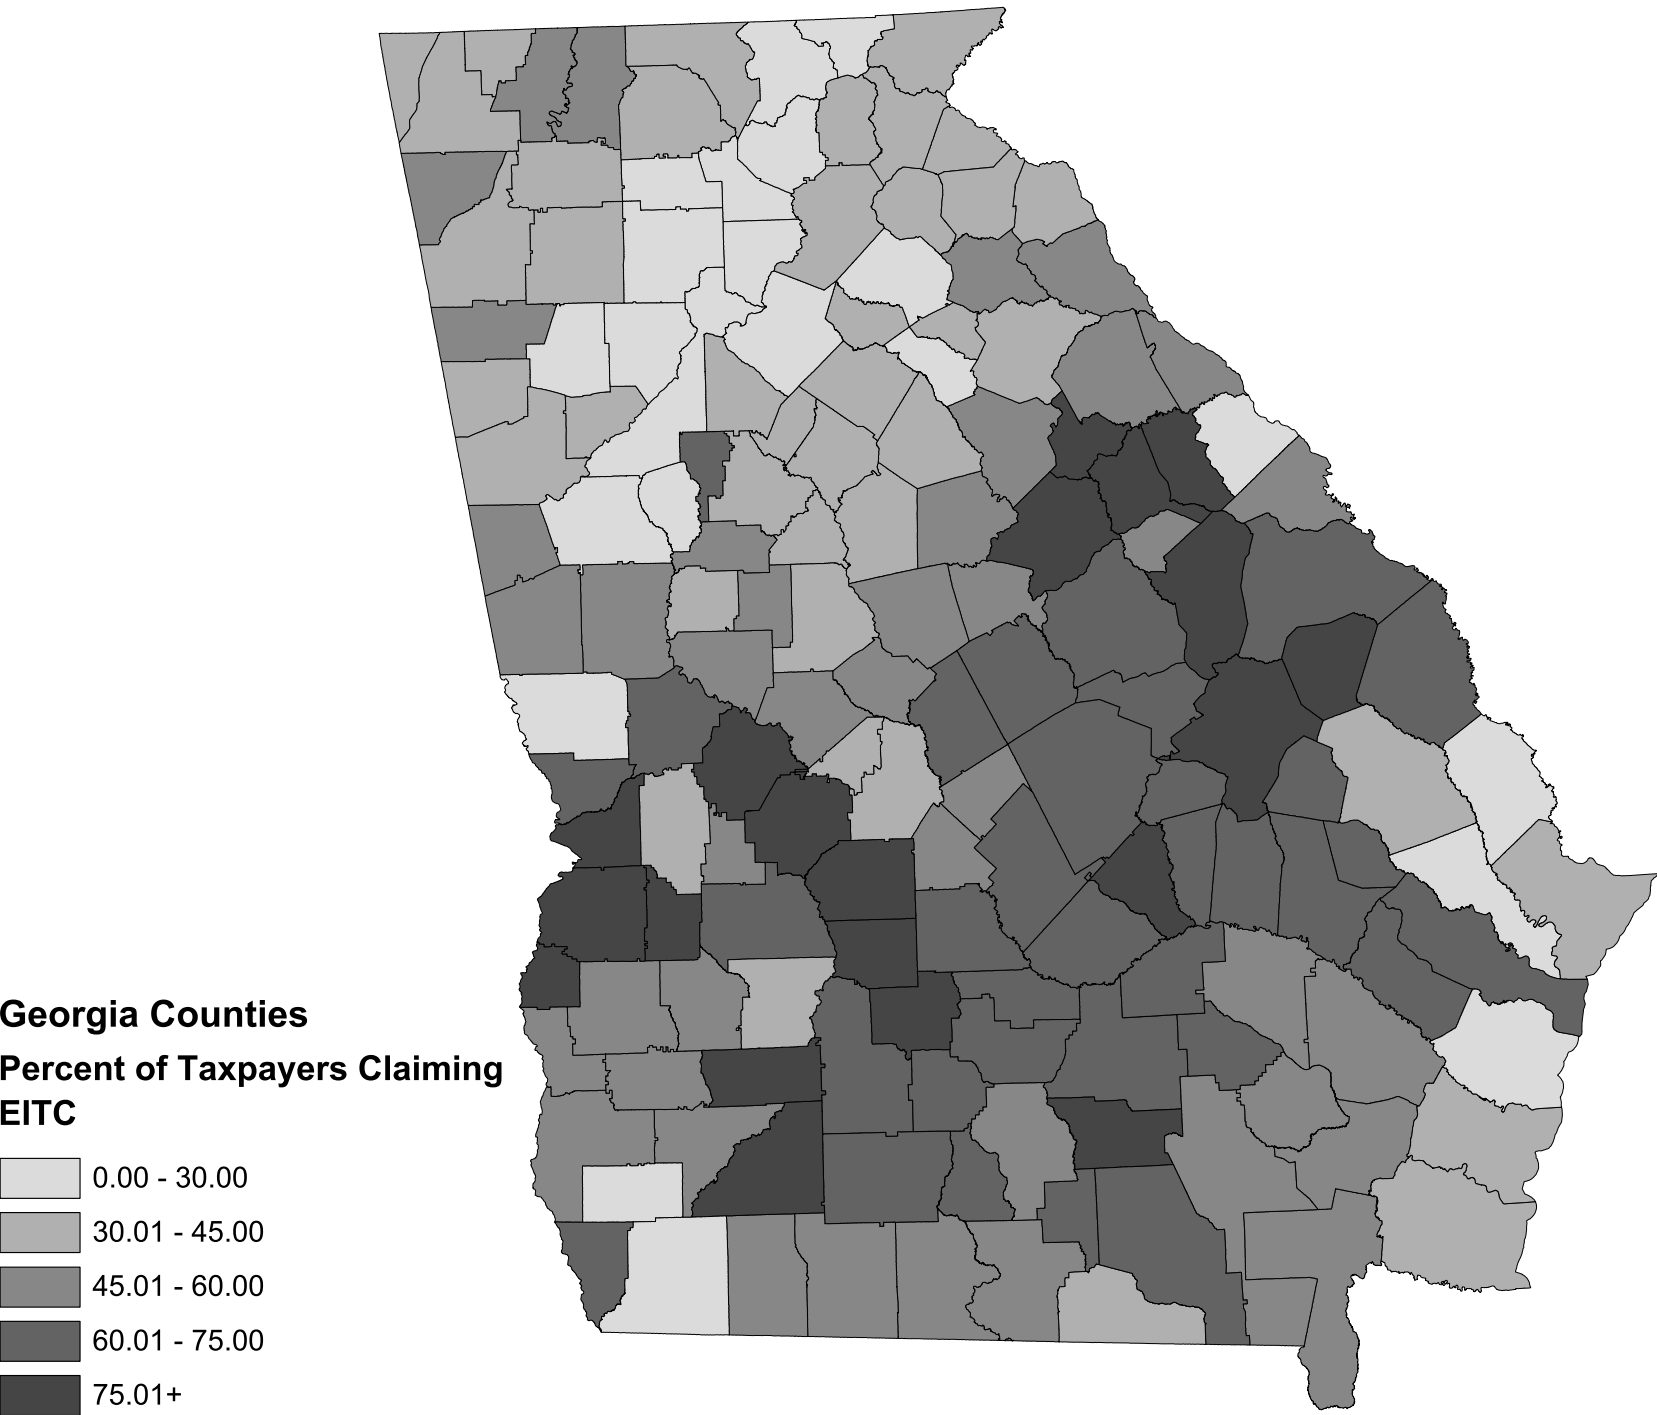 Georgia Counties
Percent of Taxpayers Claiming
EITC
0.00 - 30.00
30.01 - 45.00
45.01 - 60.00
60.01 - 75.00
75.01+